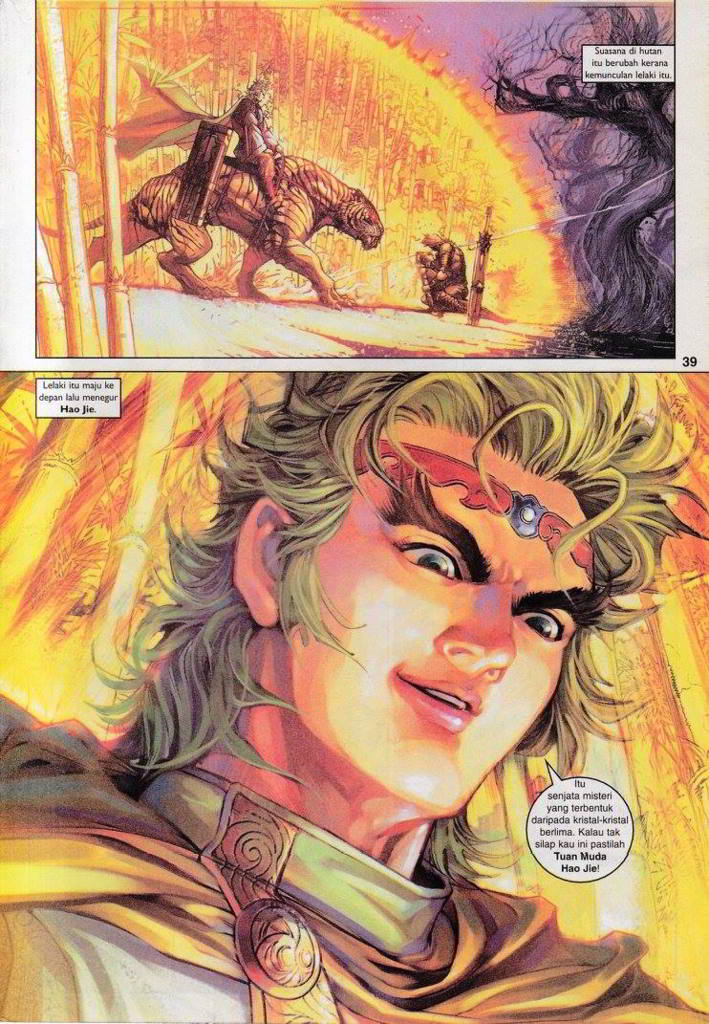 Suasana di hutan
itu berubah kerana
kemunculan lelaki itu.
39
Lelaki itu maju ke
depan lalu menegur
Hao Jie.
Itu
senjata misteri
yang terbentuk
daripada kristal-kristal
berlima. Kalau tak
silap kau ini pastilah
Tuan Muda
Hao Jie!